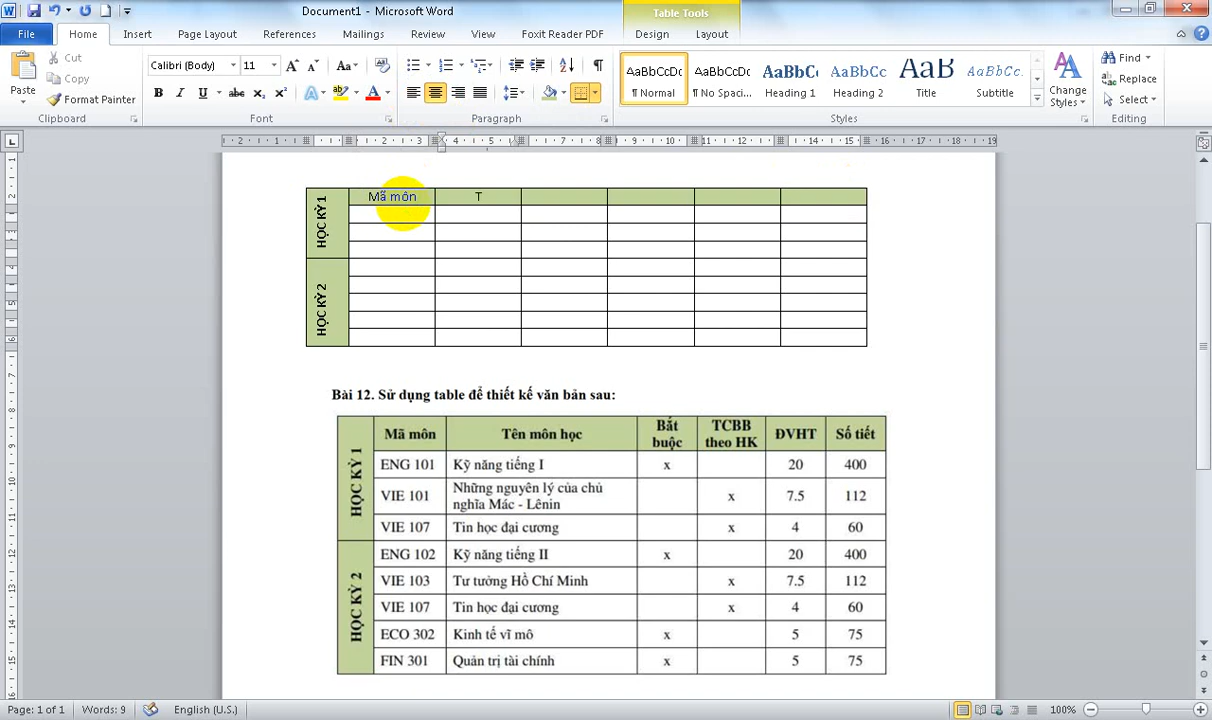 Document1 - Microsoft Word
Table Tools
File Home Insert Page Layout References Mailings Review View Foxit Reader PDF Design Layout
Paste
Cut
Copy
Format Painter
Calibri (Body) 11
AaBbCcDc AaBbCcDc AaBbCc AaBbCc AaB AaBbCc.
¶ Normal ¶ No Spaci... Heading 1 Heading 2 Title Subtitle
Change Styles
Find
Replace
Select
Clipboard Font Paragraph Styles Editing
HỌC KỲ 1
Mã môn T
HỌC KỲ 2
Bài 12. Sử dụng table để thiết kế văn bản sau:
HỌC KỲ 1
Mã môn Tên môn học Bắt buộc TCBB theo HK ĐVHT Số tiết
ENG 101 Kỹ năng tiếng I x 20 400
VIE 101 Những nguyên lý của chủ nghĩa Mác - Lênin x 7.5 112
VIE 107 Tin học đại cương x 4 60
HỌC KỲ 2
ENG 102 Kỹ năng tiếng II x 20 400
VIE 103 Tư tưởng Hồ Chí Minh x 7.5 112
VIE 107 Tin học đại cương x 4 60
ECO 302 Kinh tế vĩ mô x 5 75
FIN 301 Quản trị tài chính x 5 75
Page: 1 of 1 Words: 9 English (U.S.) 100%